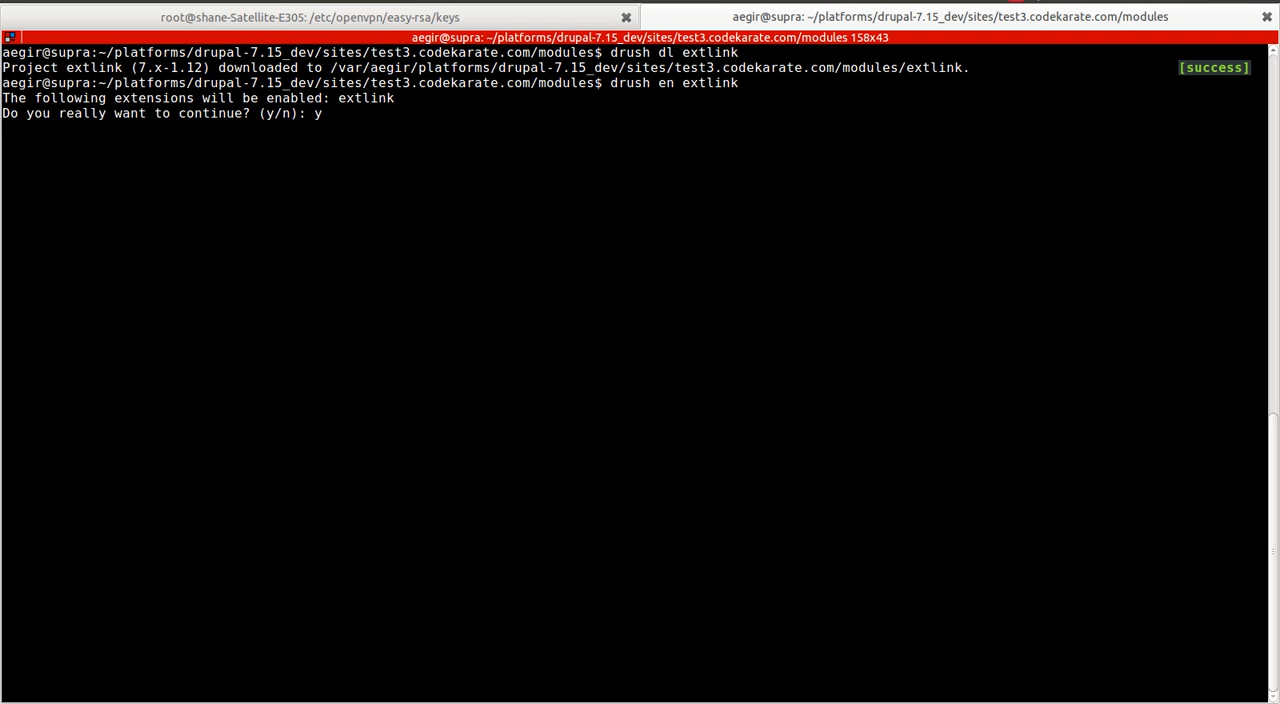 root@shane-Satellite-E305: /etc/openvpn/easy-rsa/keys
aegir@supra: ~/platforms/drupal-7.15_dev/sites/test3.codekarate.com/modules
aegir@supra: ~/platforms/drupal-7.15_dev/sites/test3.codekarate.com/modules 158x43
aegir@supra:~/platforms/drupal-7.15_dev/sites/test3.codekarate.com/modules$ drush dl extlink
Project extlink (7.x-1.12) downloaded to /var/aegir/platforms/drupal-7.15_dev/sites/test3.codekarate.com/modules/extlink. [success]
aegir@supra:~/platforms/drupal-7.15_dev/sites/test3.codekarate.com/modules$ drush en extlink
The following extensions will be enabled: extlink
Do you really want to continue? (y/n): y